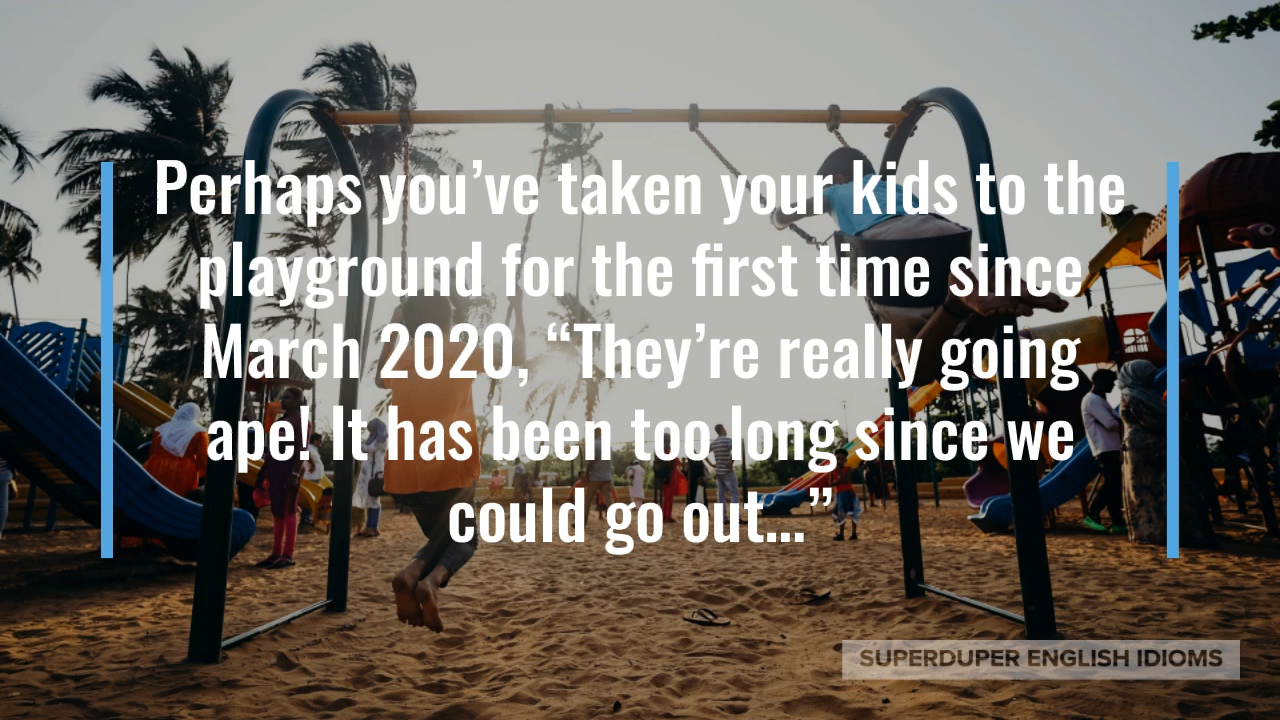 Perhaps you’ve taken your kids to the
playground for the first time since
March 2020, “They’re really going
ape! It has been too long since we
could go out...”
SUPERDUPER ENGLISH IDIOMS